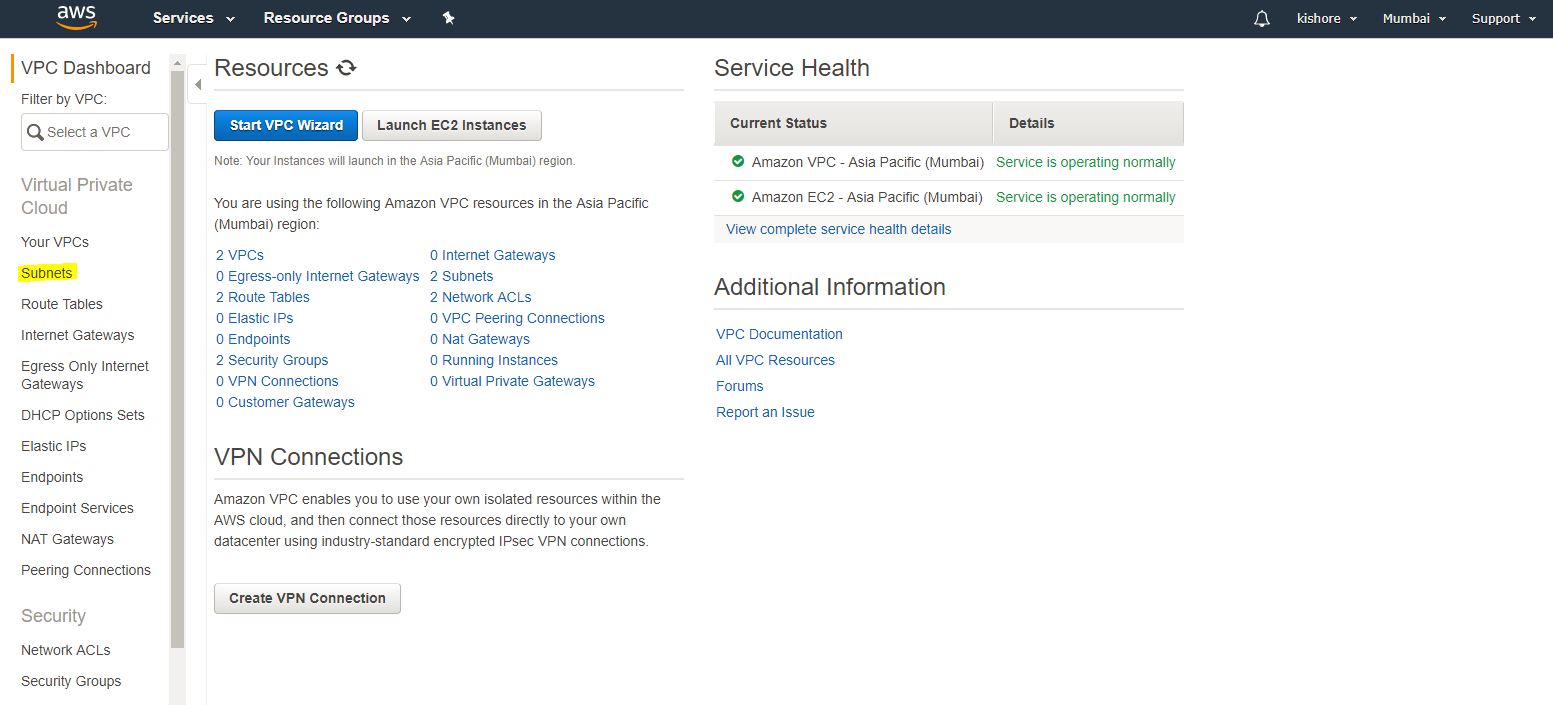 aws
Services
Resource Groups
kishore
Mumbai
Support
VPC Dashboard
Filter by VPC:
Select a VPC
Virtual Private
Cloud
Your VPCs
Subnets
Route Tables
Internet Gateways
Egress Only Internet
Gateways
DHCP Options Sets
Elastic IPs
Endpoints
Endpoint Services
NAT Gateways
Peering Connections
Security
Network ACLs
Security Groups
Resources
Start VPC Wizard
Launch EC2 Instances
Note: Your Instances will launch in the Asia Pacific (Mumbai) region.
You are using the following Amazon VPC resources in the Asia Pacific
(Mumbai) region:
2 VPCs
0 Internet Gateways
0 Egress-only Internet Gateways
2 Subnets
2 Route Tables
2 Network ACLs
0 Elastic IPs
0 VPC Peering Connections
0 Endpoints
0 Nat Gateways
2 Security Groups
0 Running Instances
0 VPN Connections
0 Virtual Private Gateways
0 Customer Gateways
VPN Connections
Amazon VPC enables you to use your own isolated resources within the
AWS cloud, and then connect those resources directly to your own
datacenter using industry-standard encrypted IPsec VPN connections.
Create VPN Connection
Service Health
Current Status
Details
Amazon VPC - Asia Pacific (Mumbai)
Service is operating normally
Amazon EC2 - Asia Pacific (Mumbai)
Service is operating normally
View complete service health details
Additional Information
VPC Documentation
All VPC Resources
Forums
Report an Issue